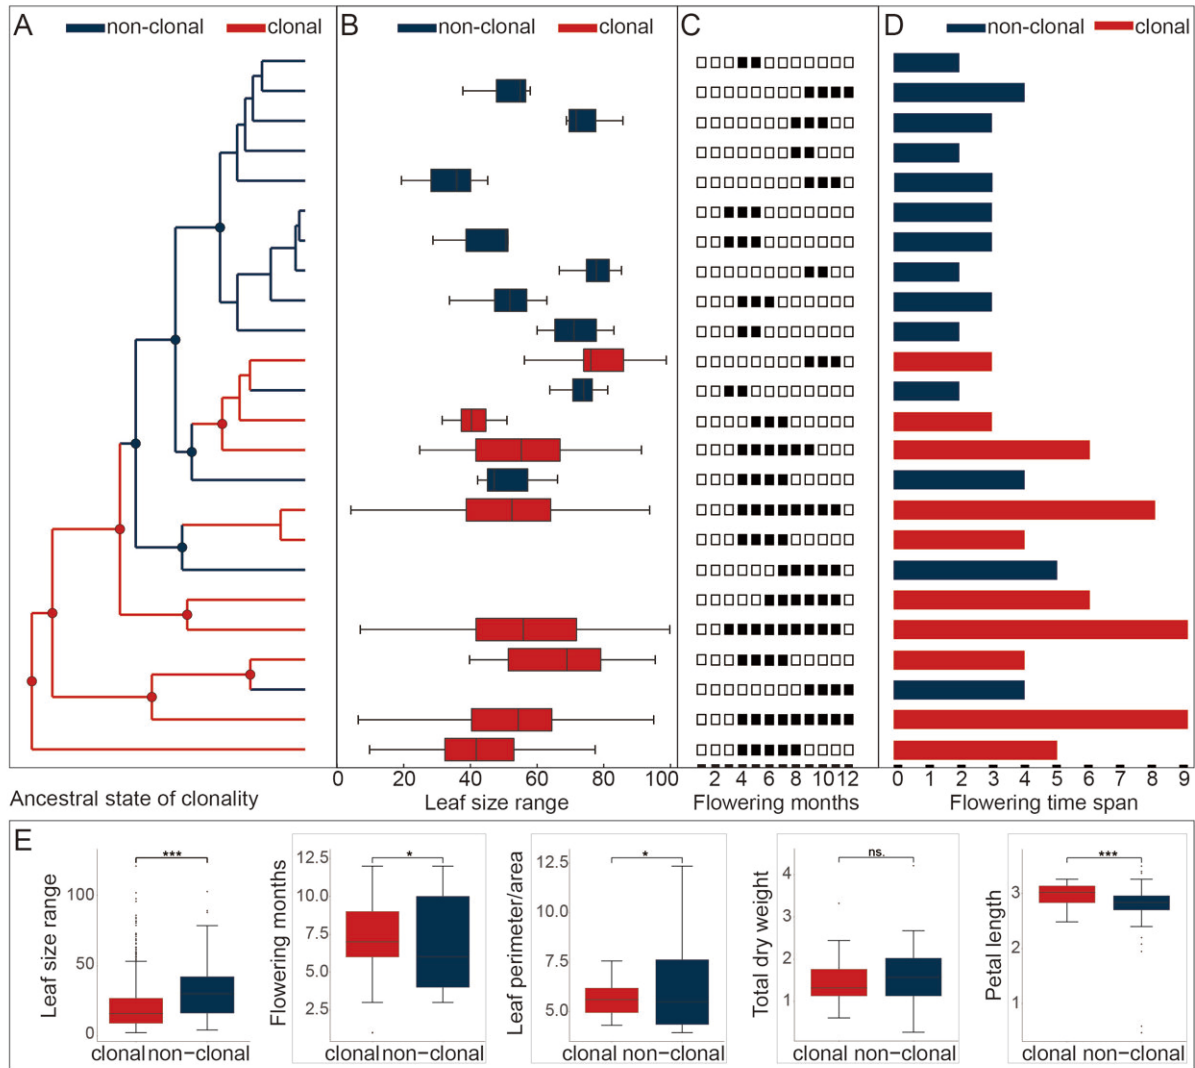 A non-clonal clonal
B non-clonal clonal
C
D non-clonal clonal
0 20 40 60 80 100
2 4 6 8 10 12
0 1 2 3 4 5 6 7 8 9
Ancestral state of clonality
Leaf size range
Flowering months
Flowering time span
E
Leaf size range
100
50
0
***
clonal non-clonal
Flowering months
12.5
10.0
7.5
5.0
2.5
*
clonal non-clonal
Leaf perimeter/area
12.5
10.0
7.5
5.0
*
clonal non-clonal
Total dry weight
4
3
2
1
ns.
clonal non-clonal
Petal length
3
2
1
***
clonal non-clonal